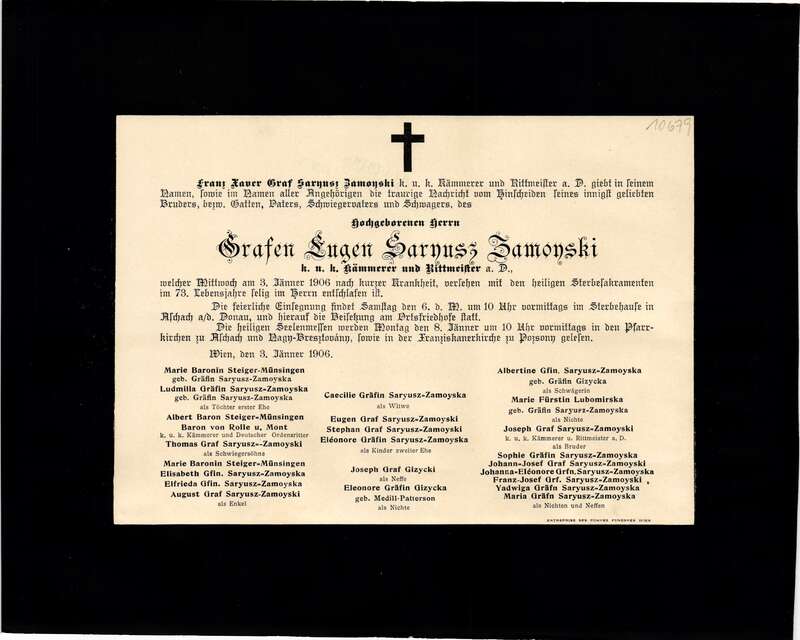 10679
Franz Xaver Graf Saryusz Zamoyski k. u. k. Kämmerer und Rittmeister a. D. giebt in seinem
Namen, sowie im Namen aller Angehörigen die traurige Nachricht vom Hinscheiden seines innigst geliebten
Bruders, bezw. Gatten, Vaters, Schwiegervaters und Schwagers, des
Hochgeborenen Herrn
Grafen Eugen Saryusz Zamoyski
k. u. k. Kämmerer und Rittmeister a. D.,
welcher Mittwoch am 3. Jänner 1906 nach kurzer Krankheit, versehen mit den heiligen Sterbesakramenten
im 73. Lebensjahre selig im Herrn entschlafen ist.
Die feierliche Einsegnung findet Samstag den 6. d. M. um 10 Uhr vormittags im Sterbehause in
Aschach a/d. Donau, und hierauf die Beisetzung am Ortsfriedhofe statt.
Die heiligen Seelenmessen werden Montag den 8. Jänner um 10 Uhr vormittags in den Pfarr-
kirchen zu Aschach und Nagy-Bresztovány, sowie in der Franziskanerkirche zu Pozsony gelesen.
Wien, den 3. Jänner 1906.
Marie Baronin Steiger-Münsingen
geb. Gräfin Saryusz-Zamoyska
Ludmilla Gräfin Saryusz-Zamoyska
geb. Gräfin Saryusz-Zamoyska
als Töchter erster Ehe
Albert Baron Steiger-Münsingen
Baron von Rolle u. Mont
k. u. k. Kämmerer und Deutscher Ordensritter
Thomas Graf Saryusz-Zamoyski
als Schwiegersöhne
Marie Baronin Steiger-Münsingen
Elisabeth Gfin. Saryusz-Zamoyska
Elfrieda Gfin. Saryusz-Zamoyska
August Graf Saryusz-Zamoyski
als Enkel
Caecilie Gräfin Saryusz-Zamoyska
als Witwe
Eugen Graf Saryusz-Zamoyski
Stephan Graf Saryusz-Zamoyski
Eléonore Gräfin Saryusz-Zamoyska
als Kinder zweiter Ehe
Joseph Graf Gizycki
als Neffe
Eleonore Gräfin Gizycka
geb. Medill-Patterson
als Nichte
Albertine Gfin. Saryusz-Zamoyska
geb. Gräfin Gizycka
als Schwägerin
Marie Fürstin Lubomirska
geb. Gräfin Saryusz-Zamoyska
als Nichte
Joseph Graf Saryusz-Zamoyski
k. u. k. Kämmerer u. Rittmeister a. D.
als Bruder
Sophie Gräfin Saryusz-Zamoyska
Johann-Josef Graf Saryusz-Zamoyski
Johanna-Eléonore Grfn. Saryusz-Zamoyska
Franz-Josef Grf. Saryusz-Zamoyski
Yadwiga Gräfn Saryusz-Zamoyska
Maria Gräfn Saryusz-Zamoyska
als Nichten und Neffen
ENTREPRISE DES POMPES FUNEBRES WIEN